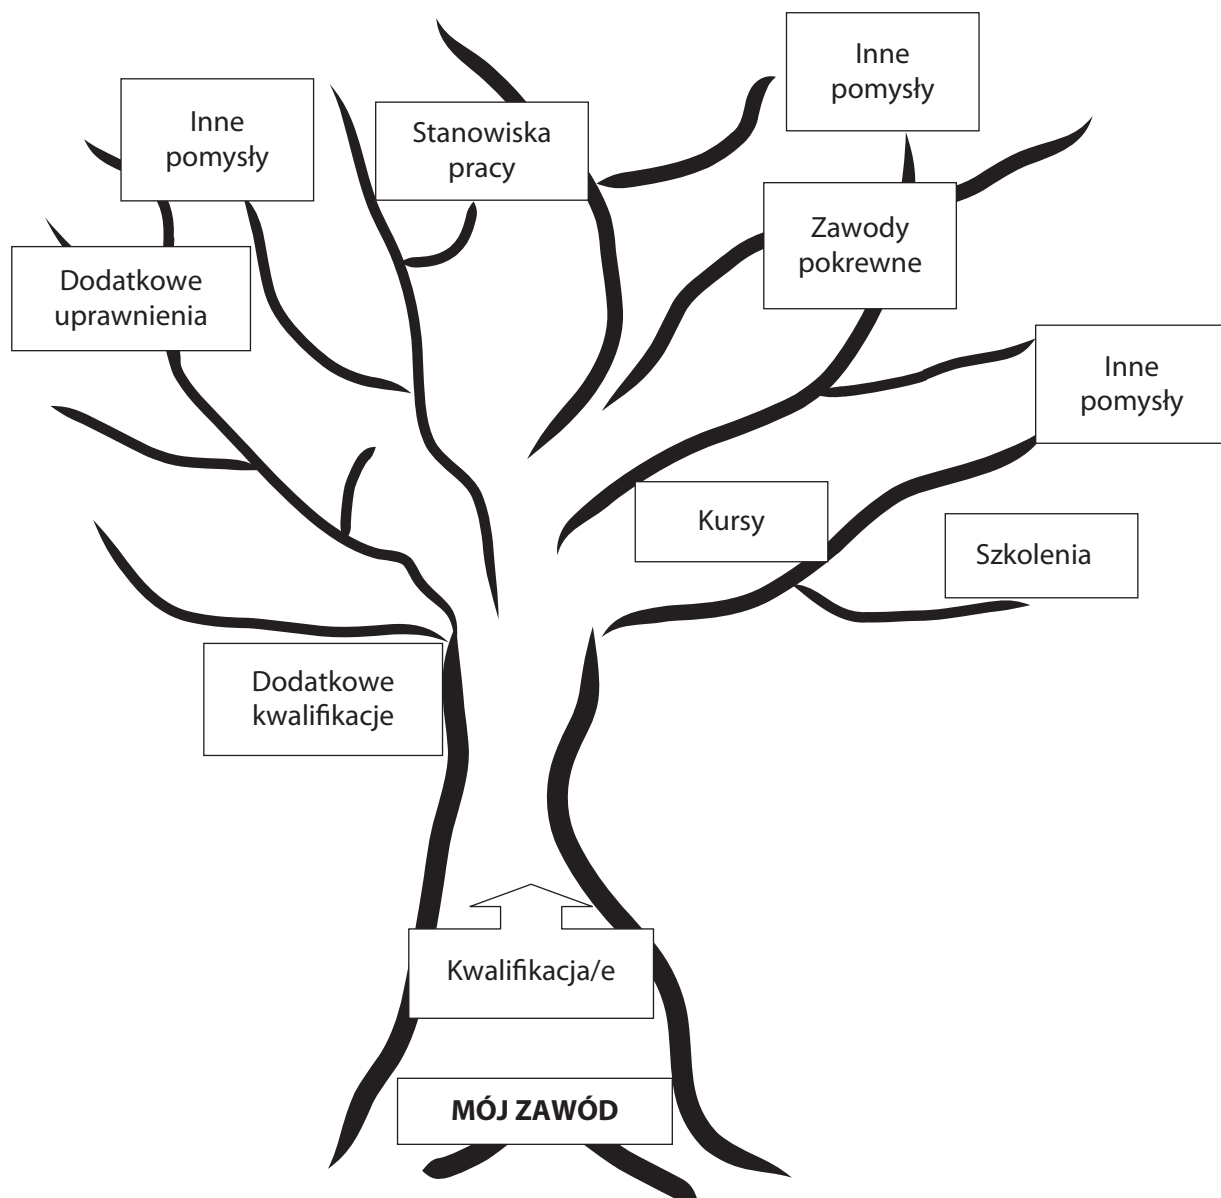 Inne
pomysły
Inne
pomysły
Stanowiska
pracy
Zawody
pokrewne
Dodatkowe
uprawnienia
Inne
pomysły
Kursy
Szkolenia
Dodatkowe
kwalifikacje
Kwalifikacja/e
MÓJ ZAWÓD